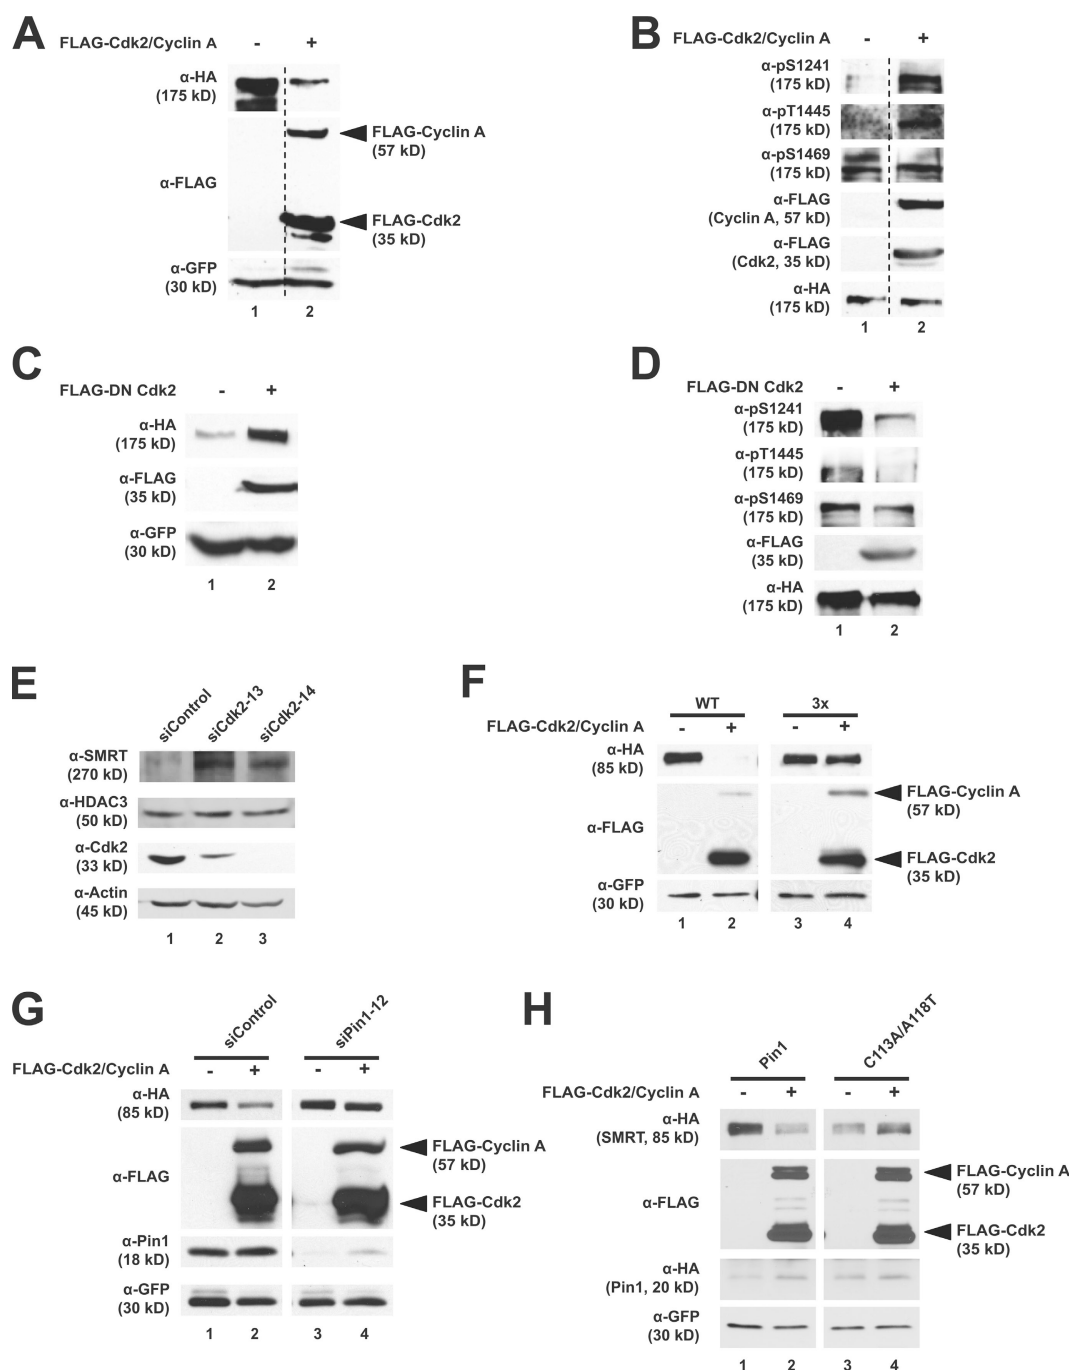 A
FLAG-Cdk2/Cyclin A - +
α-HA
(175 kD)
FLAG-Cyclin A
(57 kD)
α-FLAG
FLAG-Cdk2
(35 kD)
α-GFP
(30 kD)
1 2
B
FLAG-Cdk2/Cyclin A - +
α-pS1241
(175 kD)
α-pT1445
(175 kD)
α-pS1469
(175 kD)
α-FLAG
(Cyclin A, 57 kD)
α-FLAG
(Cdk2, 35 kD)
α-HA
(175 kD)
1 2
C
FLAG-DN Cdk2 - +
α-HA
(175 kD)
α-FLAG
(35 kD)
α-GFP
(30 kD)
1 2
D
FLAG-DN Cdk2 - +
α-pS1241
(175 kD)
α-pT1445
(175 kD)
α-pS1469
(175 kD)
α-FLAG
(35 kD)
α-HA
(175 kD)
1 2
E
siControl siCdk2-13 siCdk2-14
α-SMRT
(270 kD)
α-HDAC3
(50 kD)
α-Cdk2
(33 kD)
α-Actin
(45 kD)
1 2 3
F
WT 3x
FLAG-Cdk2/Cyclin A - + - +
α-HA
(85 kD)
FLAG-Cyclin A
(57 kD)
α-FLAG
FLAG-Cdk2
(35 kD)
α-GFP
(30 kD)
1 2 3 4
G
siControl siPin1-12
FLAG-Cdk2/Cyclin A - + - +
α-HA
(85 kD)
FLAG-Cyclin A
(57 kD)
α-FLAG
FLAG-Cdk2
(35 kD)
α-Pin1
(18 kD)
α-GFP
(30 kD)
1 2 3 4
H
Pin1 C113A/A118T
FLAG-Cdk2/Cyclin A - + - +
α-HA
(SMRT, 85 kD)
FLAG-Cyclin A
(57 kD)
α-FLAG
FLAG-Cdk2
(35 kD)
α-HA
(Pin1, 20 kD)
α-GFP
(30 kD)
1 2 3 4